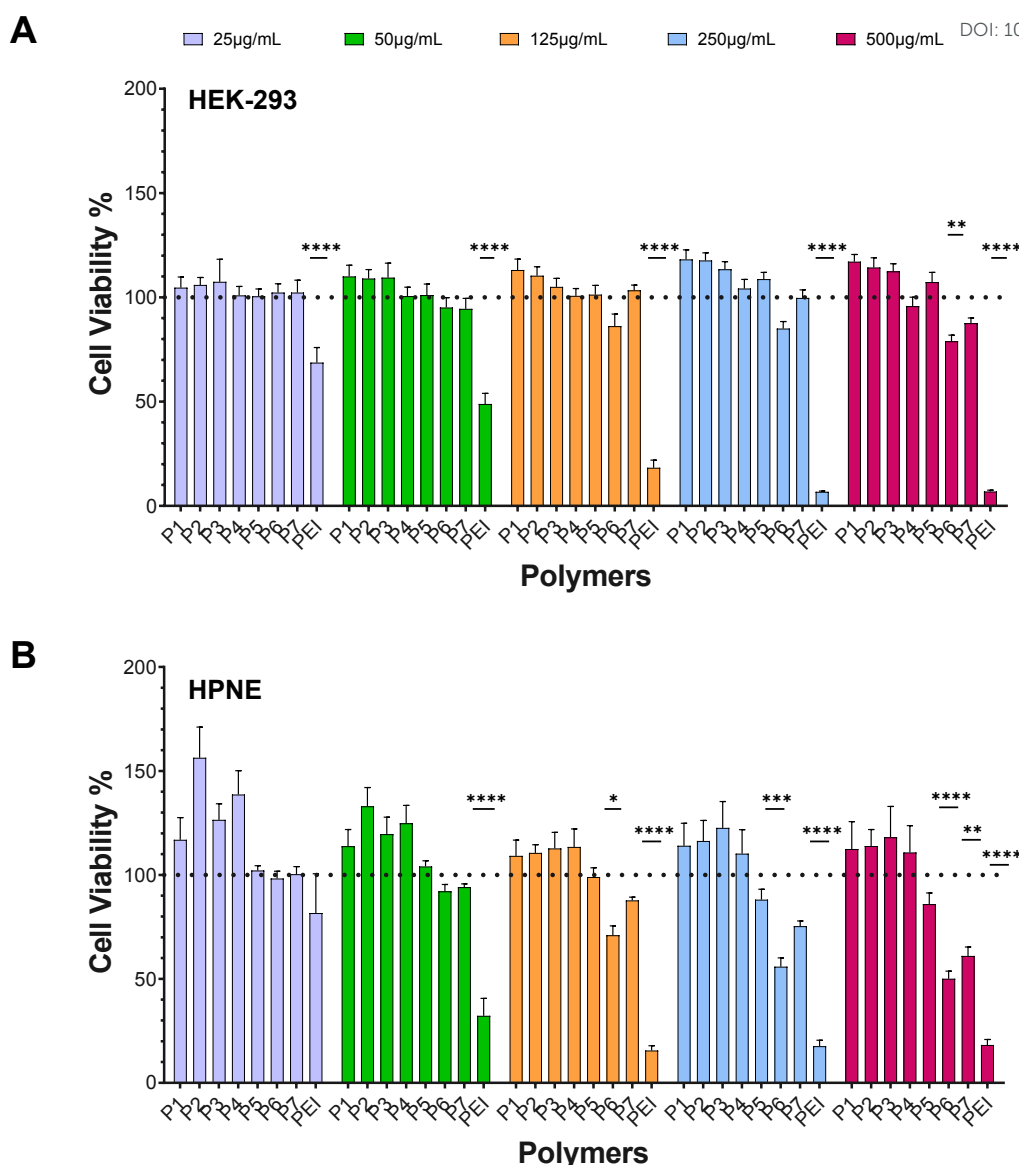 A
25µg/mL 50µg/mL 125µg/mL 250µg/mL 500µg/mL DOI: 10
200
HEK-293
150
**
**** **** **** **** ****
100
50
0
Cell Viability %
P1 P2 P3 P4 P5 P6 P7 PEI P1 P2 P3 P4 P5 P6 P7 PEI P1 P2 P3 P4 P5 P6 P7 PEI P1 P2 P3 P4 P5 P6 P7 PEI P1 P2 P3 P4 P5 P6 P7 PEI
Polymers
B
200
HPNE
150
**** * *** ****
**** **** **
****
100
50
0
Cell Viability %
P1 P2 P3 P4 P5 P6 P7 PEI P1 P2 P3 P4 P5 P6 P7 PEI P1 P2 P3 P4 P5 P6 P7 PEI P1 P2 P3 P4 P5 P6 P7 PEI P1 P2 P3 P4 P5 P6 P7 PEI
Polymers